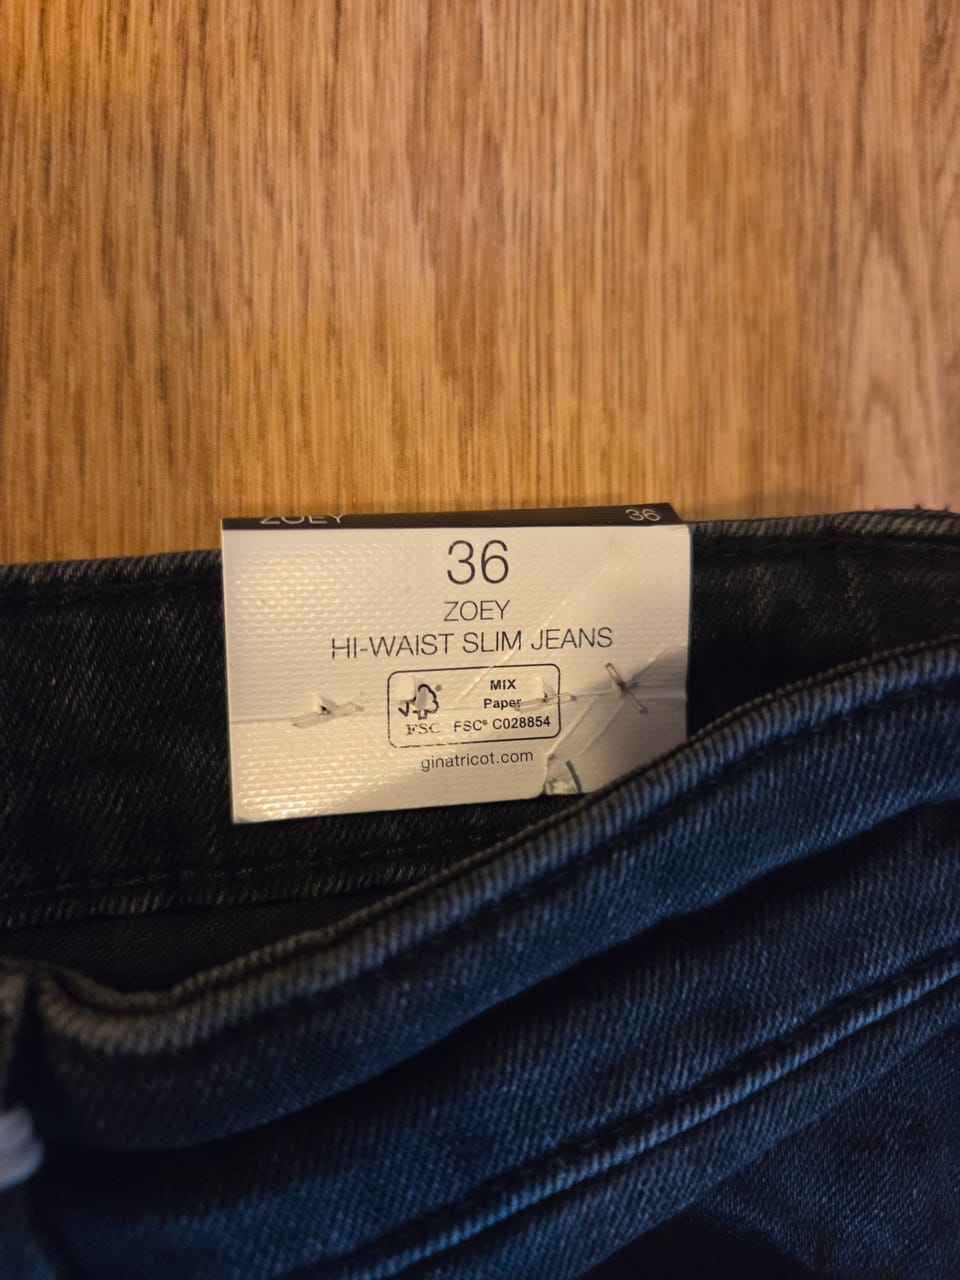 ZOEY 36
36
ZOEY
HI-WAIST SLIM JEANS
MIX
Paper
FSC® FSC® C028854
ginatricot.com